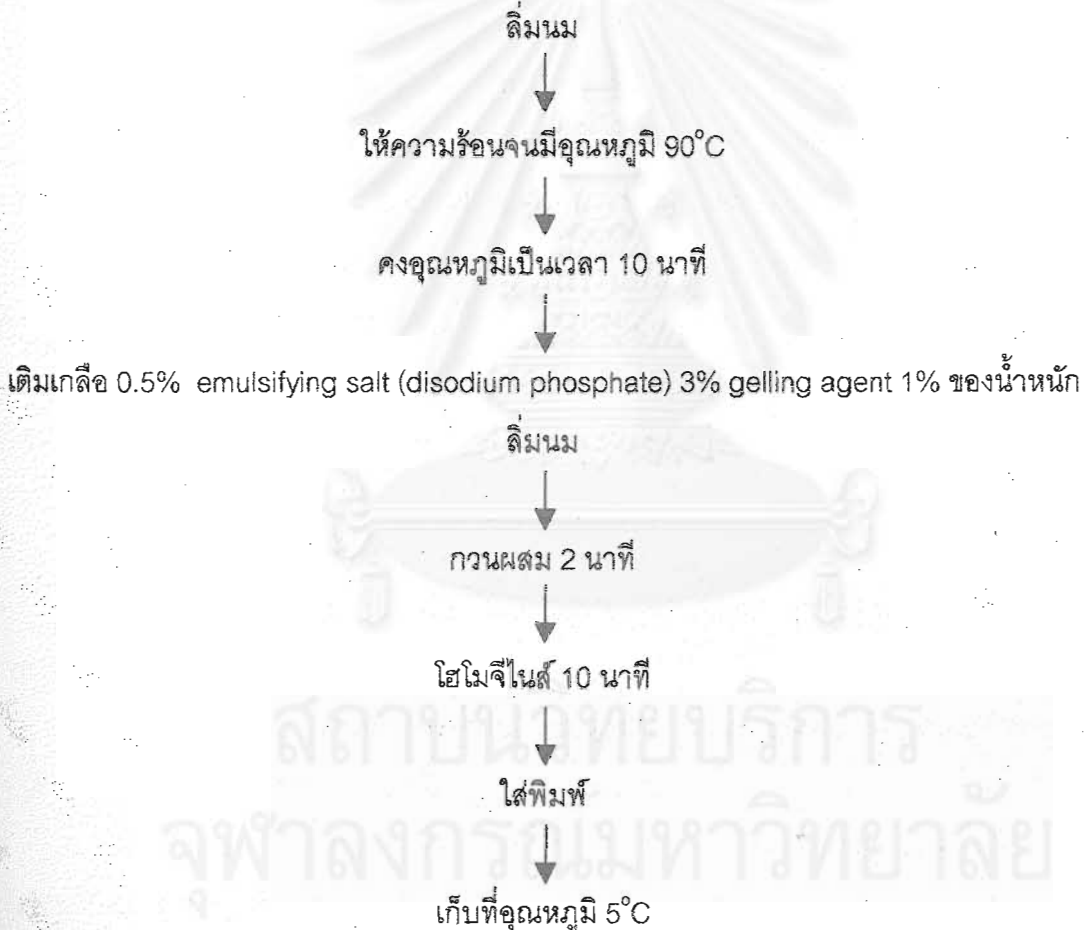 ลิ่มนม
ให้ความร้อนจนมีอุณหภูมิ 90°C
คงอุณหภูมิเป็นเวลา 10 นาที
เติมเกลือ 0.5% emulsifying salt (disodium phosphate) 3% gelling agent 1% ของน้ำหนัก
ลิ่มนม
กวนผสม 2 นาที
โฮโมจีไนส์ 10 นาที
สถาบันวิทยบริการ
ใส่พิมพ์
จุฬาลงกรณ์มหาวิทยาลัย
เก็บที่อุณหภูมิ 5°C